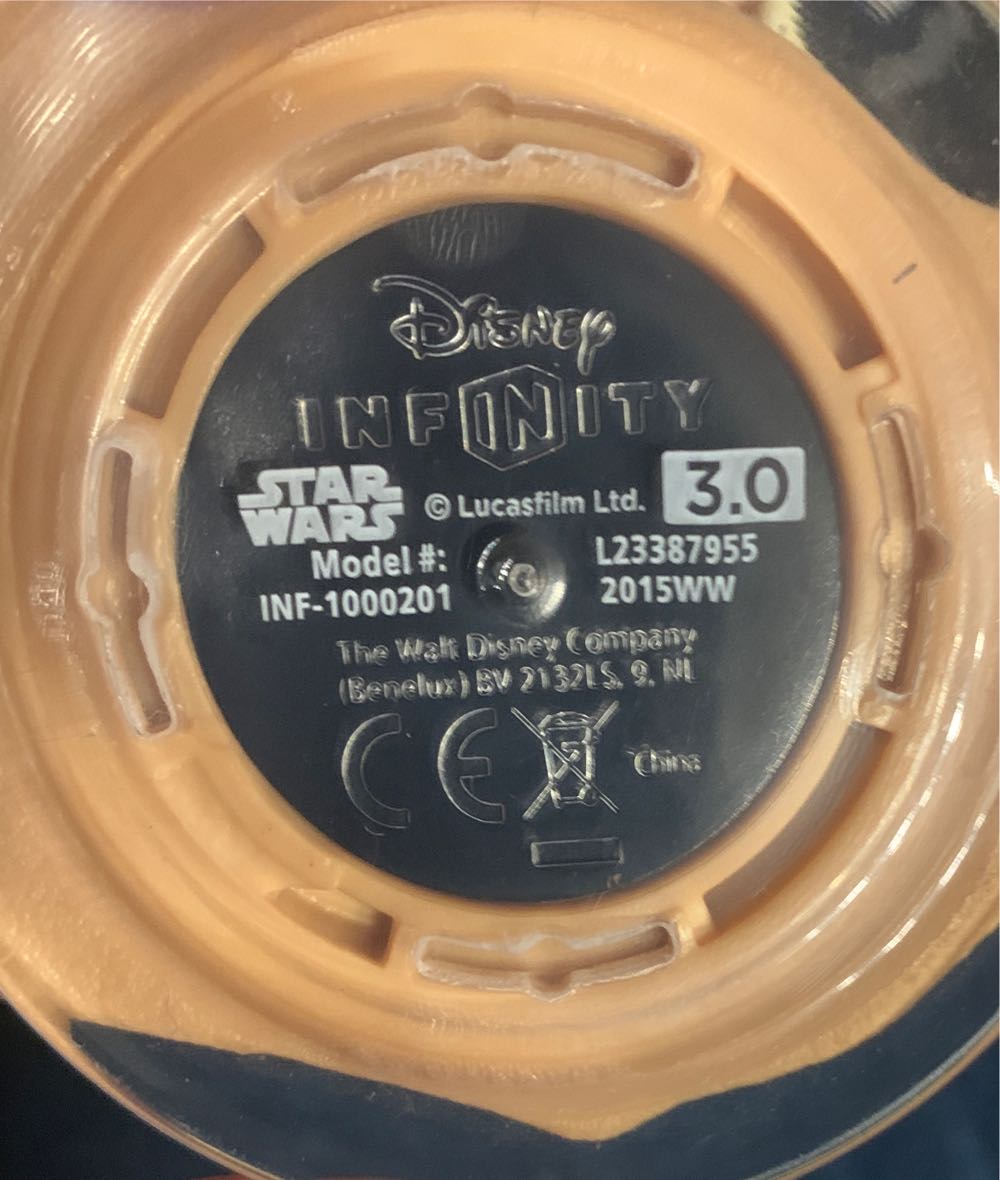 Disney
INFINITY
STAR WARS
© Lucasfilm Ltd.
3.0
Model #:
L23387955
INF-1000201
2015WW
The Walt Disney Company
(Benelux) BV 2132LS, 9, NL
CE
China